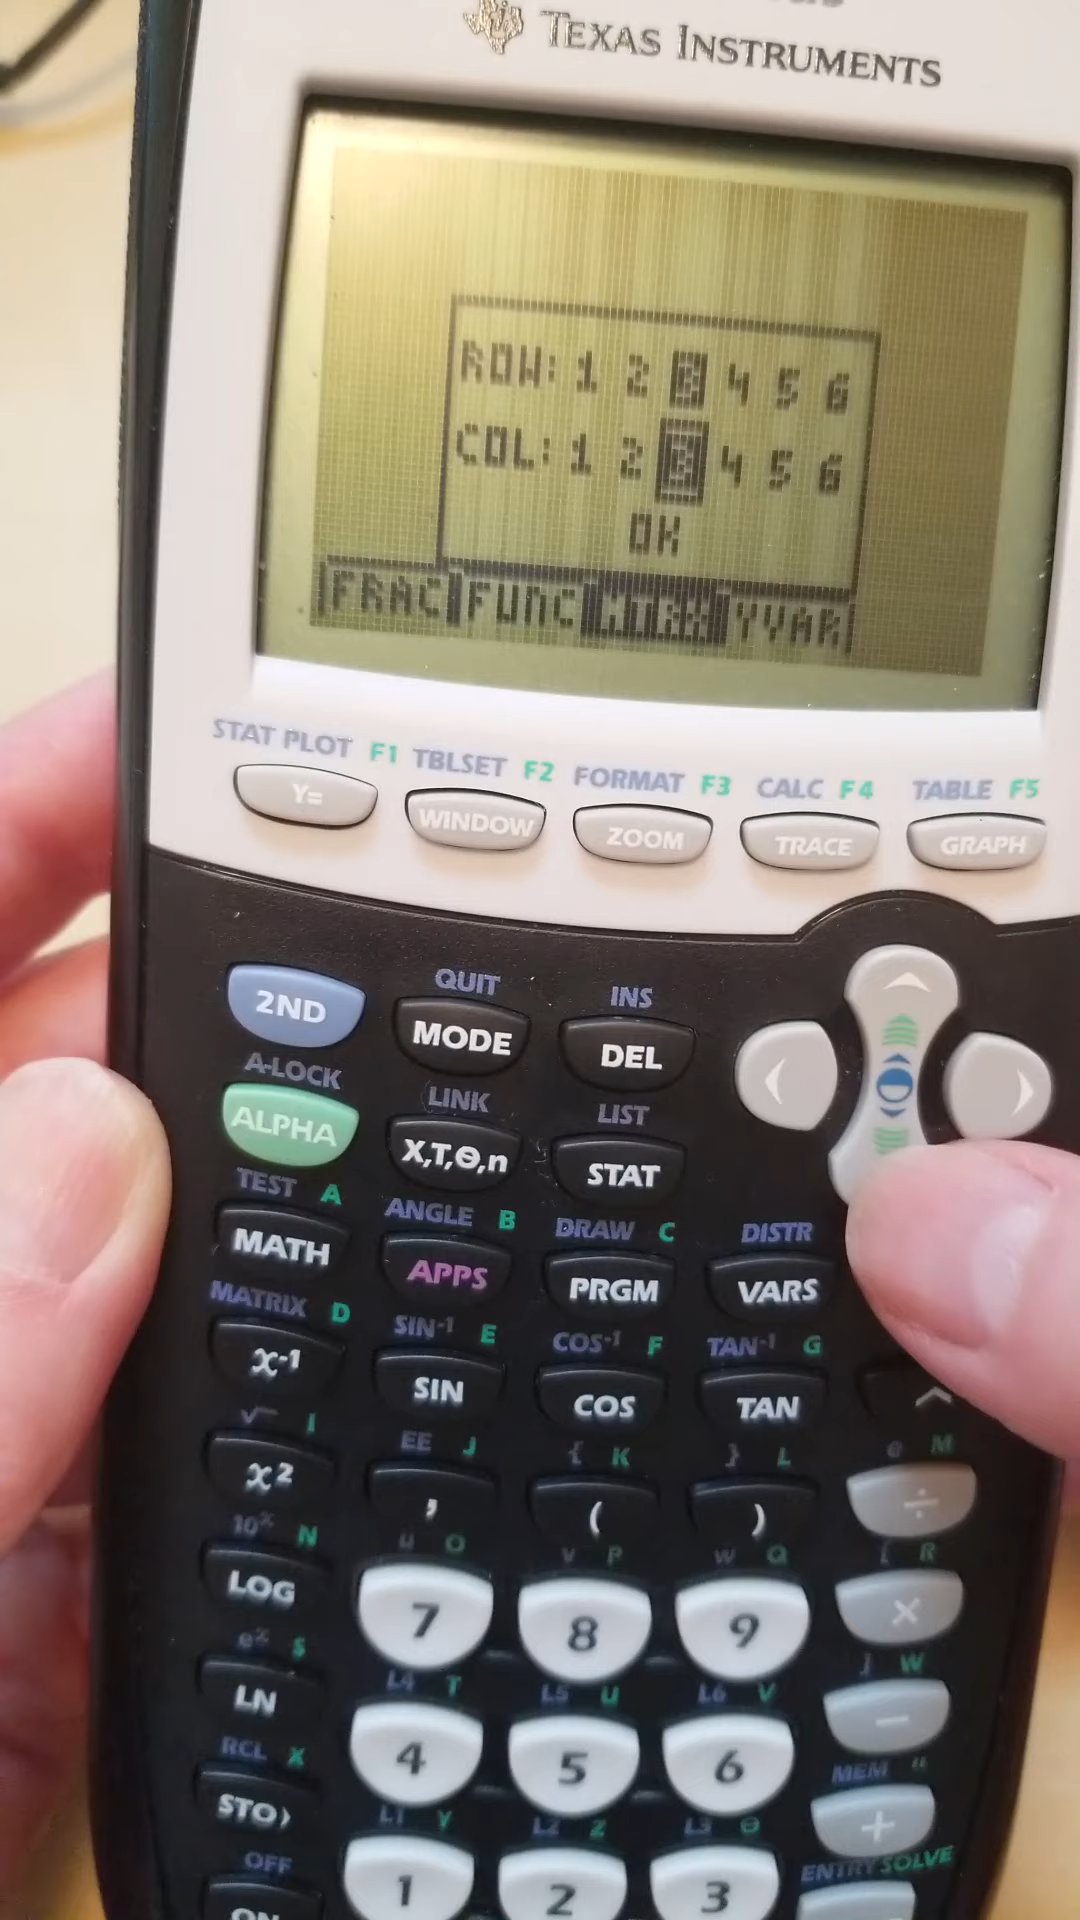 TEXAS INSTRUMENTS
ROW: 1 2 3 4 5 6
COL: 1 2 3 4 5 6
OK
FRAC FUNC MTRX YVAR
STAT PLOT F1 TBLSET F2 FORMAT F3 CALC F4 TABLE F5
Y= WINDOW ZOOM TRACE GRAPH
QUIT INS
2ND MODE DEL
A-LOCK LINK LIST
ALPHA X,T,Θ,n STAT
TEST A ANGLE B DRAW C DISTR
MATH APPS PRGM VARS
MATRIX D SIN-1 E COS-1 F TAN-1 G
x-1 SIN COS TAN ^
√ I EE J { K } L e M
x² , ( ) ÷
10ˣ N u O v P w Q [ R
LOG 7 8 9 ×
eˣ S L4 T L5 U L6 V ] W
LN 4 5 6 −
RCL X L1 Y L2 Z L3 Θ MEM "
STO› 1 2 3 +
OFF ENTRY SOLVE
ON